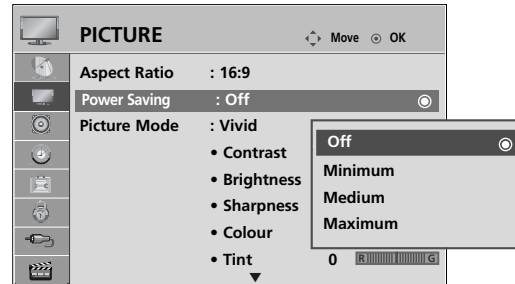 PICTURE Move OK
Aspect Ratio : 16:9
Power Saving : Off
Picture Mode : Vivid
• Contrast
• Brightness
• Sharpness
• Colour
• Tint 0 R G
Off
Minimum
Medium
Maximum